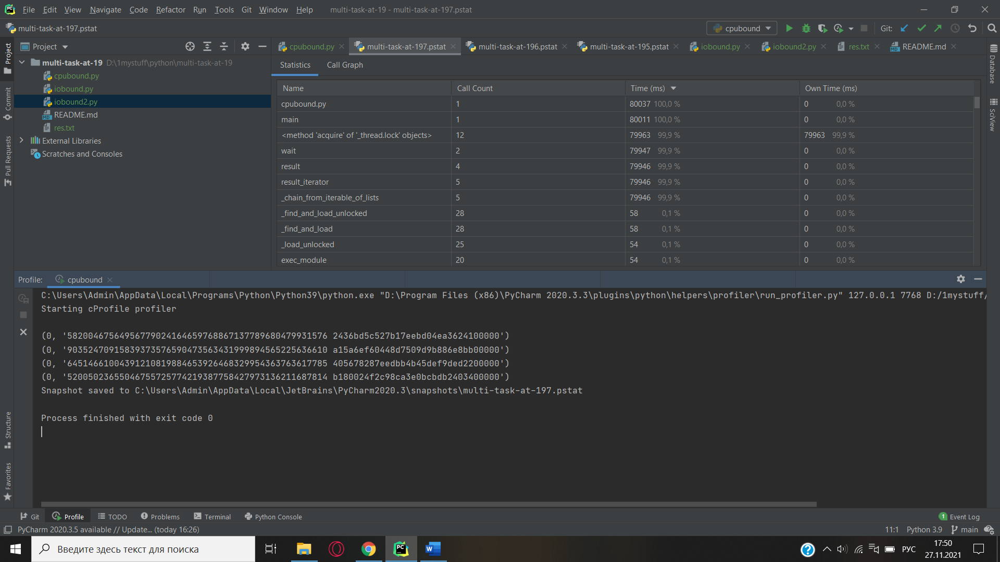 PC File Edit View Navigate Code Refactor Run Tools Git Window Help multi-task-at-19 - multi-task-at-197.pstat
multi-task-at-197.pstat cpubound Git:
Project cpubound.py multi-task-at-197.pstat multi-task-at-196.pstat multi-task-at-195.pstat iobound.py iobound2.py res.txt README.md
Project
Commit
Pull Requests
Structure
Favorites
multi-task-at-19 D:\1mystuff\python\multi-task-at-19
cpubound.py
iobound.py
iobound2.py
README.md
res.txt
External Libraries
Scratches and Consoles
Statistics Call Graph
Name Call Count Time (ms) Own Time (ms)
cpubound.py 1 80037 100,0 % 0 0,0 %
main 1 80011 100,0 % 0 0,0 %
<method 'acquire' of '_thread.lock' objects> 12 79963 99,9 % 79963 99,9 %
wait 2 79947 99,9 % 0 0,0 %
result 4 79946 99,9 % 0 0,0 %
result_iterator 5 79946 99,9 % 0 0,0 %
_chain_from_iterable_of_lists 5 79946 99,9 % 0 0,0 %
_find_and_load_unlocked 28 58 0,1 % 0 0,0 %
_find_and_load 28 58 0,1 % 0 0,0 %
_load_unlocked 25 54 0,1 % 0 0,0 %
exec_module 20 54 0,1 % 0 0,0 %
Database
SciView
Profile: cpubound
C:\Users\Admin\AppData\Local\Programs\Python\Python39\python.exe "D:\Program Files (x86)\PyCharm 2020.3.3\plugins\python\helpers\profiler\run_profiler.py" 127.0.0.1 7768 D:/1mystuff/
Starting cProfile profiler
(0, '58200467564956779024164465976886713778968047993 1576 2436bd5c527b17eebd04ea3624100000')
(0, '90352470915839373576590473563431999894565225636610 a15a6ef60448d7509d9b886e8bb00000')
(0, '64514661004391210819884653926468329954363763617785 405678287eedbb4b45def9ded2200000')
(0, '52005023655046755725774219387758427973136211687814 b180024f2c98ca3e0bcbdb2403400000')
Snapshot saved to C:\Users\Admin\AppData\Local\JetBrains\PyCharm2020.3\snapshots\multi-task-at-197.pstat
Process finished with exit code 0
Git Profile TODO Problems Terminal Python Console 1 Event Log
PyCharm 2020.3.5 available // Update... (today 16:26) 11:1 Python 3.9 main
Введите здесь текст для поиска РУС 17:50
27.11.2021